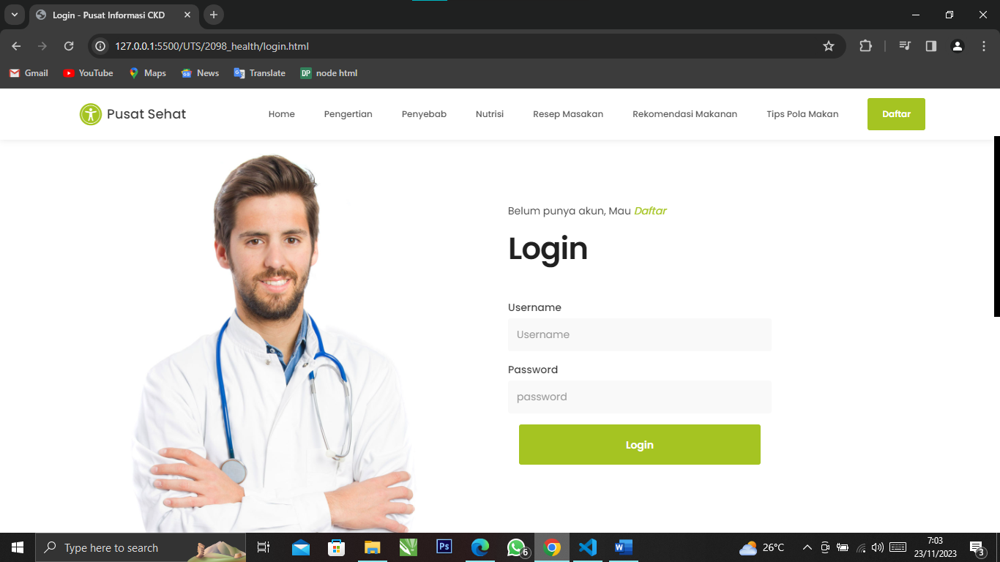 Login - Pusat Informasi CKD
127.0.0.1:5500/UTS/2098_health/login.html
Gmail YouTube Maps News Translate DP node html
Pusat Sehat Home Pengertian Penyebab Nutrisi Resep Masakan Rekomendasi Makanan Tips Pola Makan Daftar
Belum punya akun, Mau Daftar
Login
Username
Username
Password
password
Login
Type here to search Ps 6 W 26°C 7:03
23/11/2023 3